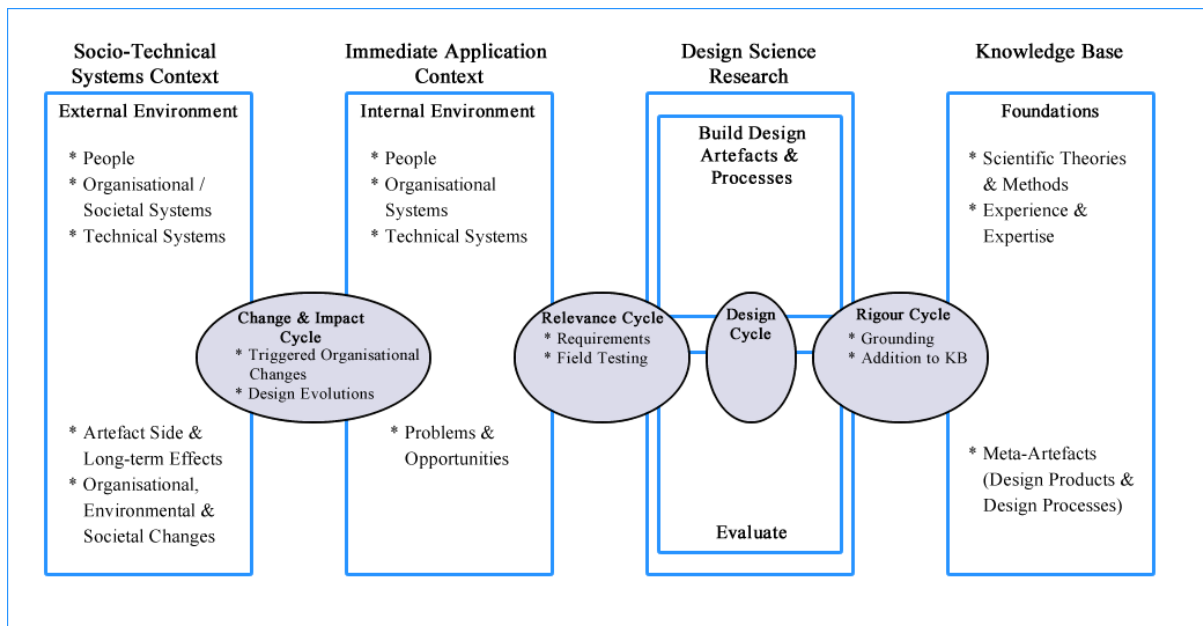 Socio-Technical
Systems Context
External Environment
* People
* Organisational /
Societal Systems
* Technical Systems
Change & Impact
Cycle
* Triggered Organisational
Changes
* Design Evolutions
* Artefact Side &
Long-term Effects
* Organisational,
Environmental &
Societal Changes
Immediate Application
Context
Internal Environment
* People
* Organisational
Systems
* Technical Systems
* Problems &
Opportunities
Relevance Cycle
* Requirements
* Field Testing
Design Science
Research
Build Design
Artefacts &
Processes
Design
Cycle
Evaluate
Rigour Cycle
* Grounding
* Addition to KB
Knowledge Base
Foundations
* Scientific Theories
& Methods
* Experience &
Expertise
* Meta-Artefacts
(Design Products &
Design Processes)